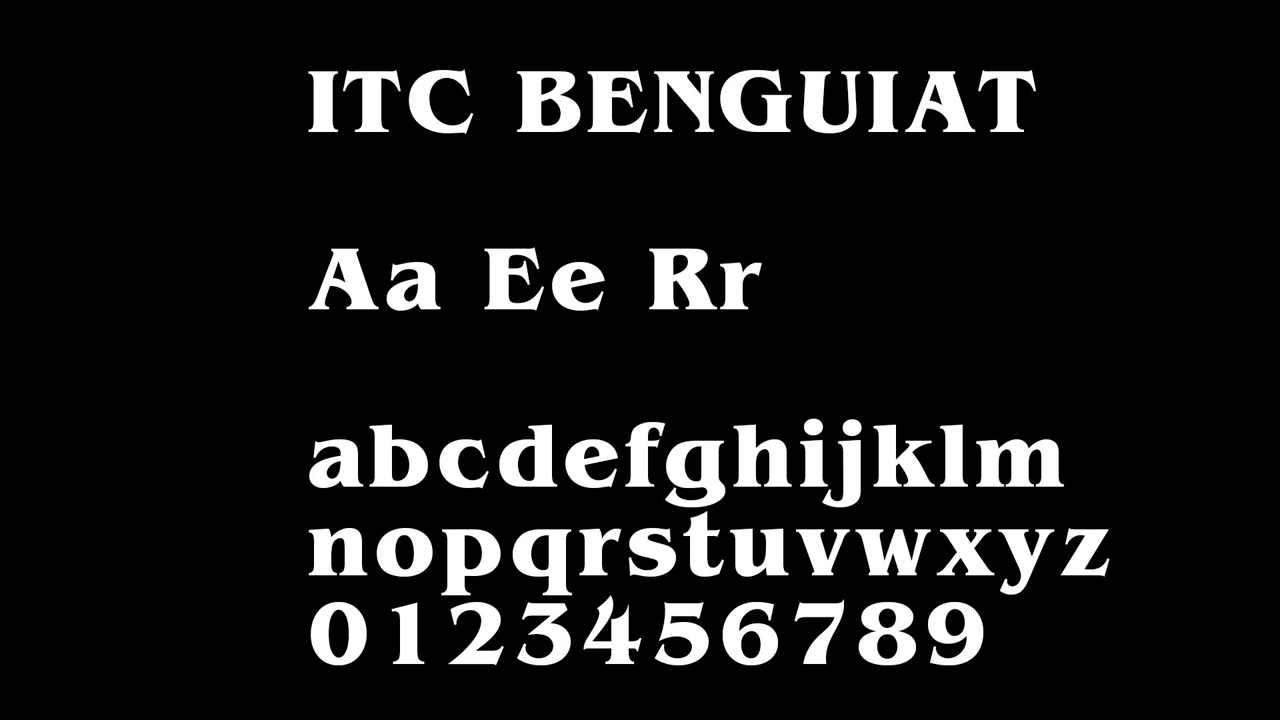 ITC BENGUIAT
Aa Ee Rr
abcdefghijklm
nopqrstuvwxyz
0123456789